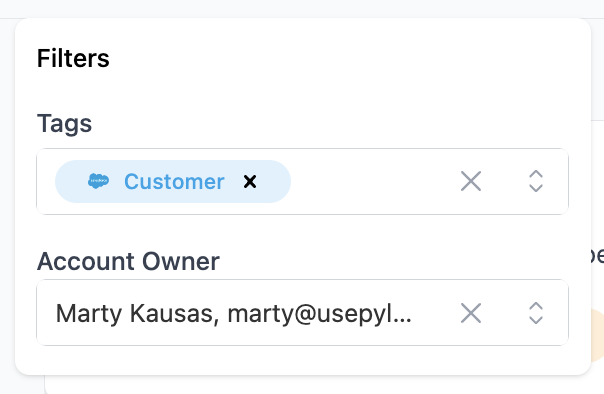 Filters
Tags
Customer
Account Owner
Marty Kausas, marty@usepyl...